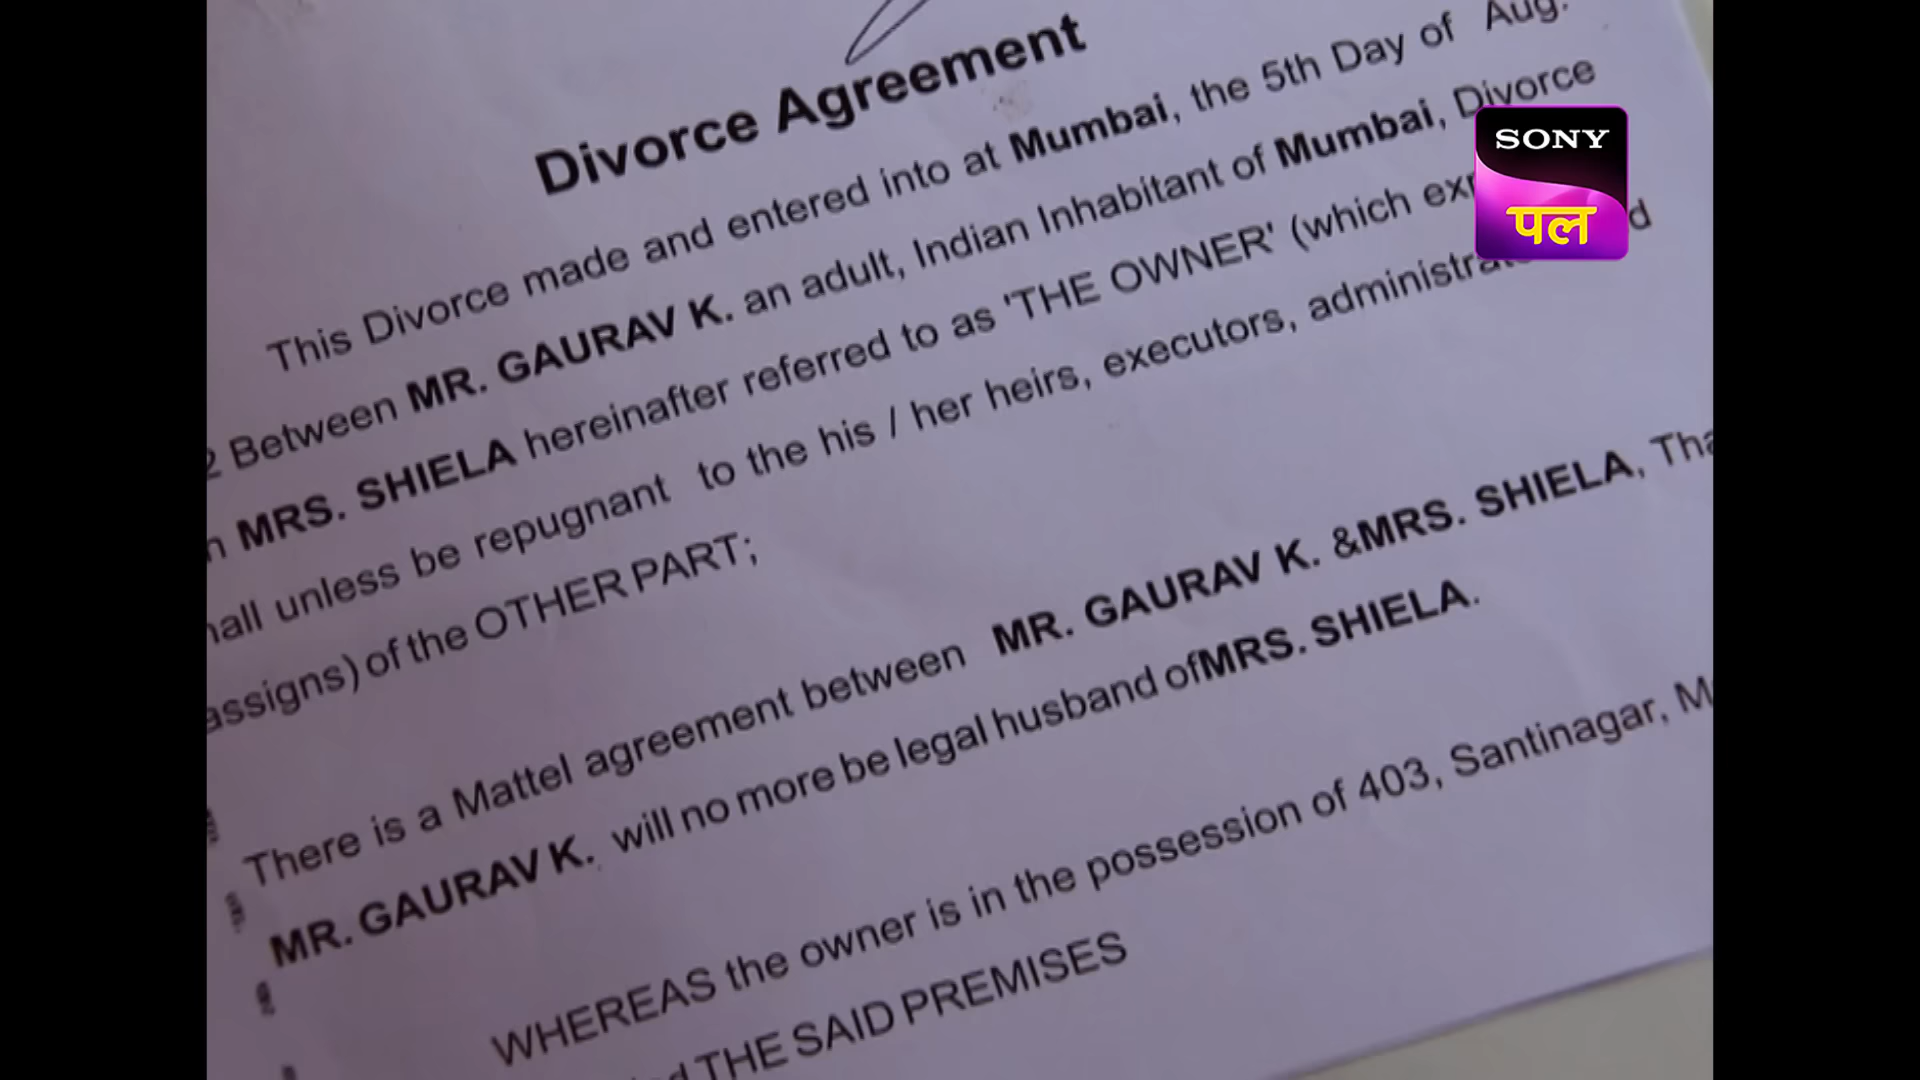 Divorce Agreement
This Divorce made and entered into at Mumbai, the 5th Day of Aug.
2 Between MR. GAURAV K. an adult, Indian Inhabitant of Mumbai, Divorce
MRS. SHIELA hereinafter referred to as 'THE OWNER' (which
unless be repugnant to the his / her heirs, executors,
assigns) of the OTHER PART;
There is a Mattel agreement between MR. GAURAV K. &MRS. SHIELA,
MR. GAURAV K. will no more be legal husband ofMRS. SHIELA.
WHEREAS the owner is in the possession of 403, Santinagar,
THE SAID PREMISES
SONY
पल